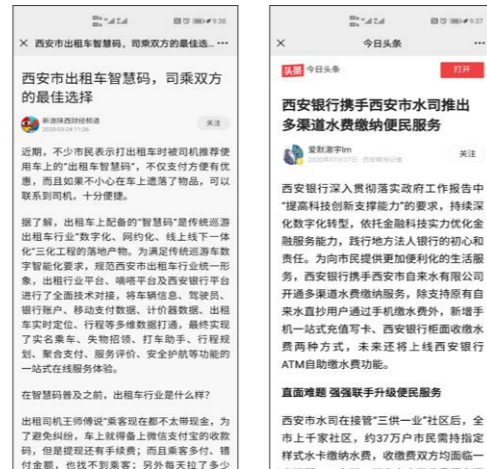 9:38
西安市出租车智慧码，司乘双方的最佳选...
西安市出租车智慧码，司乘双方
的最佳选择
新浪陕西财经频道
2020-03-24 11:26
关注
近期，不少市民表示打出租车时被司机推荐使
用车上的“出租车智慧码”，不仅支付方便有优
惠，而且如果不小心在车上遗落了物品，可以
联系到司机，十分便捷。
据了解，出租车上配备的“智慧码”是传统巡游
出租车行业“数字化、网约化、线上线下一体
化”三化工程的落地产物。为满足传统巡游车数
字智能化要求，规范西安市出租车行业统一形
象，出租行业平台、嘀嗒平台及西安银行平台
进行了全面技术对接，将车辆信息、驾驶员、
银行账户、移动支付数据、计价器数据、出租
车实时定位、行程等多维数据打通，最终实现
了实名乘车、失物招领、打车助手、行程规
划、聚合支付、服务评价、安全护航等功能的
一站式在线服务体验。
在智慧码普及之前，出租车行业是什么样？
出租司机王师傅说“乘客现在都不太带现金，为
了避免纠纷，车上就得备上微信支付宝的收款
码，但是提现还有手续费；而且乘客多付、错
付金额，也找不到乘客；另外每天拉了多少
9:37
今日头条
头条 今日头条
打开
西安银行携手西安市水司推出
多渠道水费缴纳便民服务
爱默澈宇lm
关注
西安银行深入贯彻落实政府工作报告中
“提高科技创新支撑能力”的要求，持续深
化数字化转型，依托金融科技实力优化金
融服务能力，践行地方法人银行的初心和
责任。为向市民提供更加便利化的生活服
务，西安银行携手西安市自来水有限公司
开通多渠道水费缴纳服务，除支持原有自
来水直抄用户通过手机缴水费外，新增手
机一站式充值写卡、西安银行柜面收缴水
费两种方式，未来还将上线西安银行
ATM自助缴水费功能。
直面难题 强强联手升级便民服务
西安市水司在接管“三供一业”社区后，全
市上千家社区，约37万户市民需持指定
样式水卡缴纳水费，收缴费双方均面临一